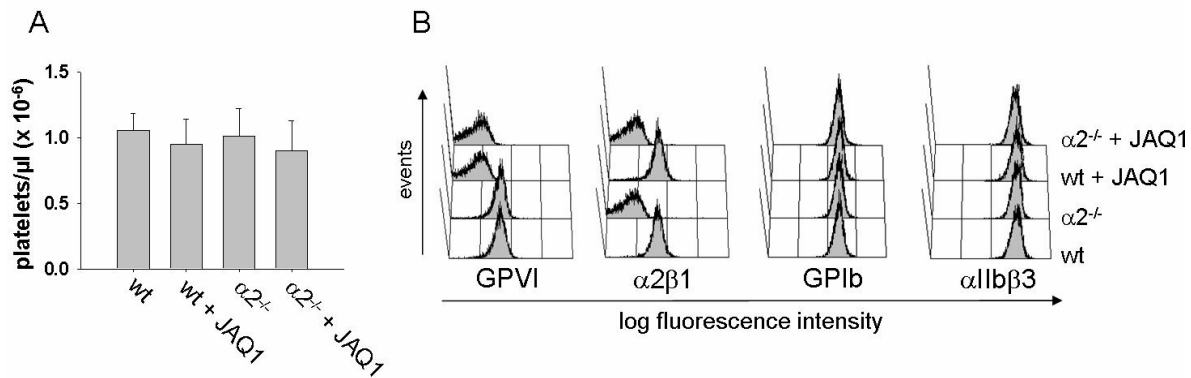 A
platelets/µl (x 10⁻⁶)
1.5
1.0
0.5
0.0
wt
wt + JAQ1
α2⁻/⁻
α2⁻/⁻ + JAQ1
B
events
α2⁻/⁻ + JAQ1
wt + JAQ1
α2⁻/⁻
wt
GPVI α2β1 GPIb αIIbβ3
log fluorescence intensity